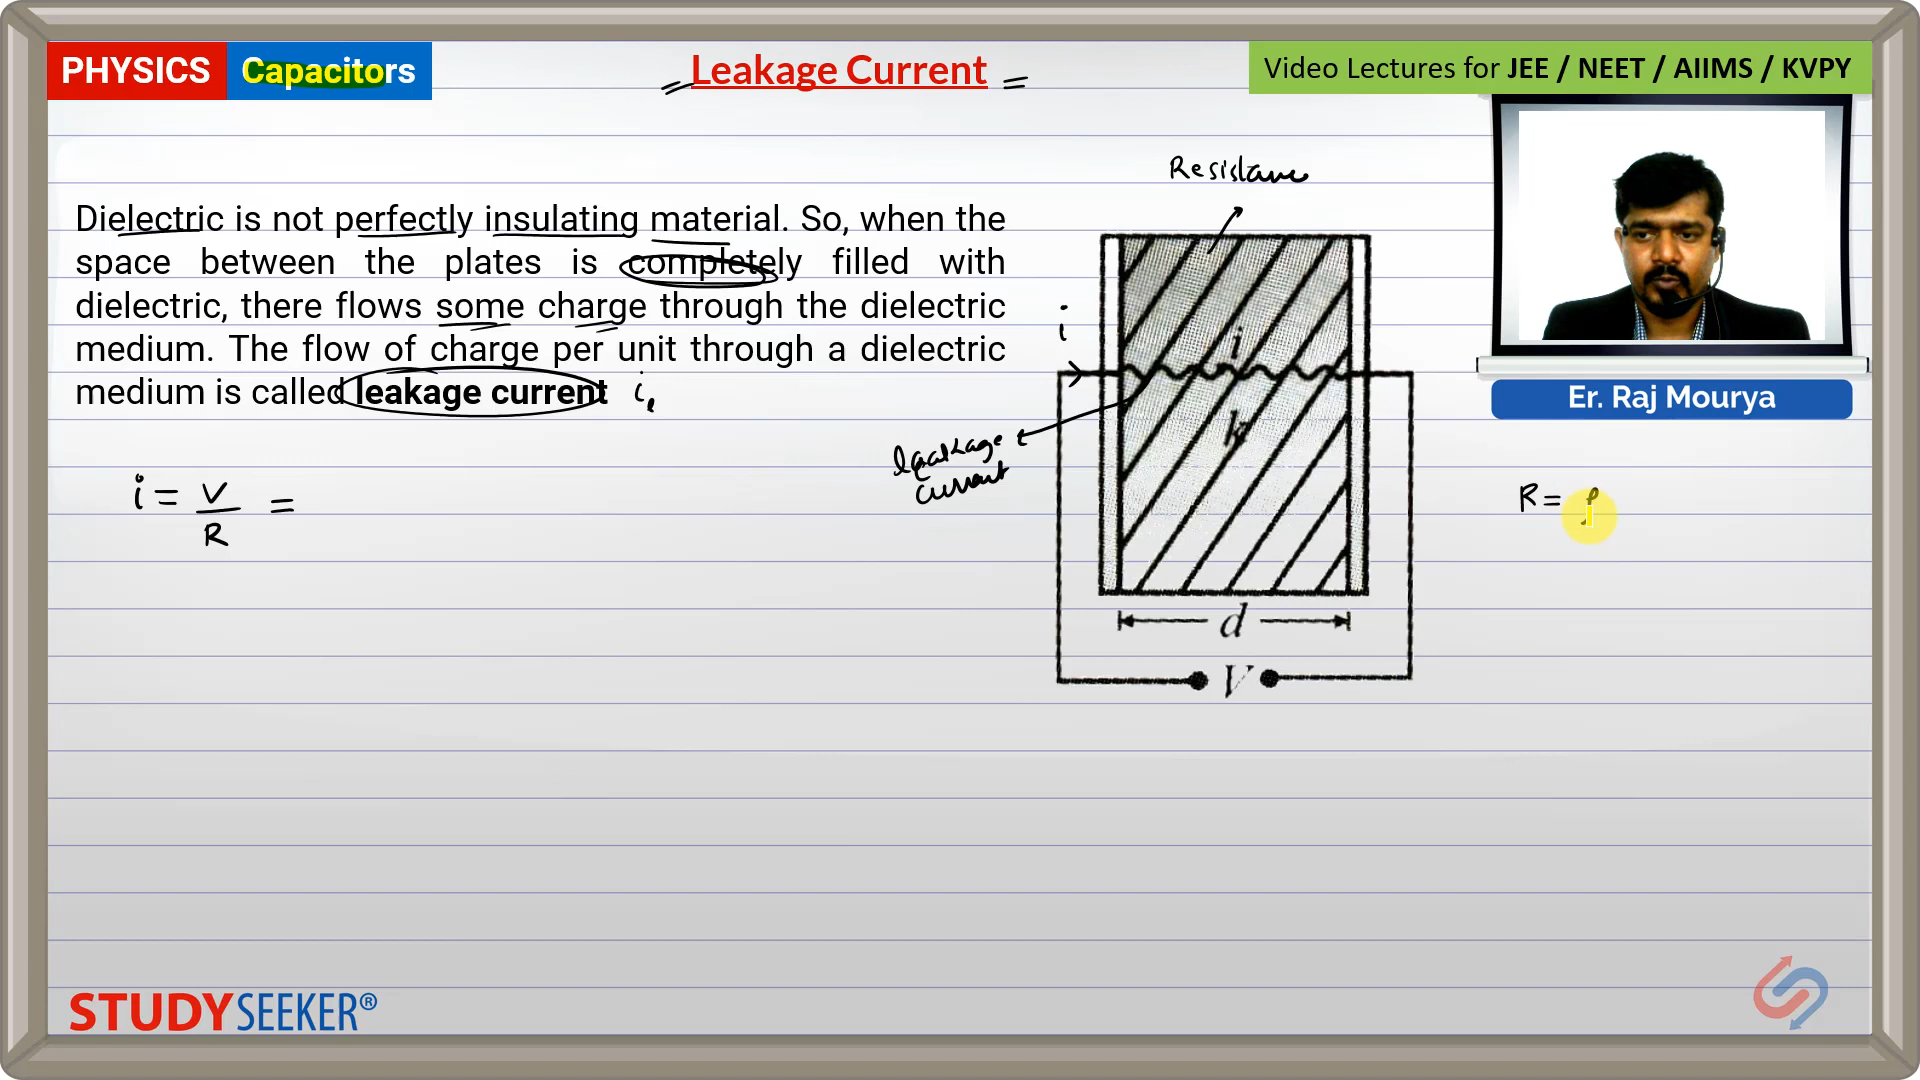 PHYSICS Capacitors
Leakage Current
Video Lectures for JEE / NEET / AIIMS / KVPY
Resistance
Dielectric is not perfectly insulating material. So, when the
space between the plates is completely filled with
dielectric, there flows some charge through the dielectric
medium. The flow of charge per unit through a dielectric
medium is called leakage current i
i
i
k
leakage
current
Er. Raj Mourya
i = V/R =
R = ρ
d
V
STUDYSEEKER®